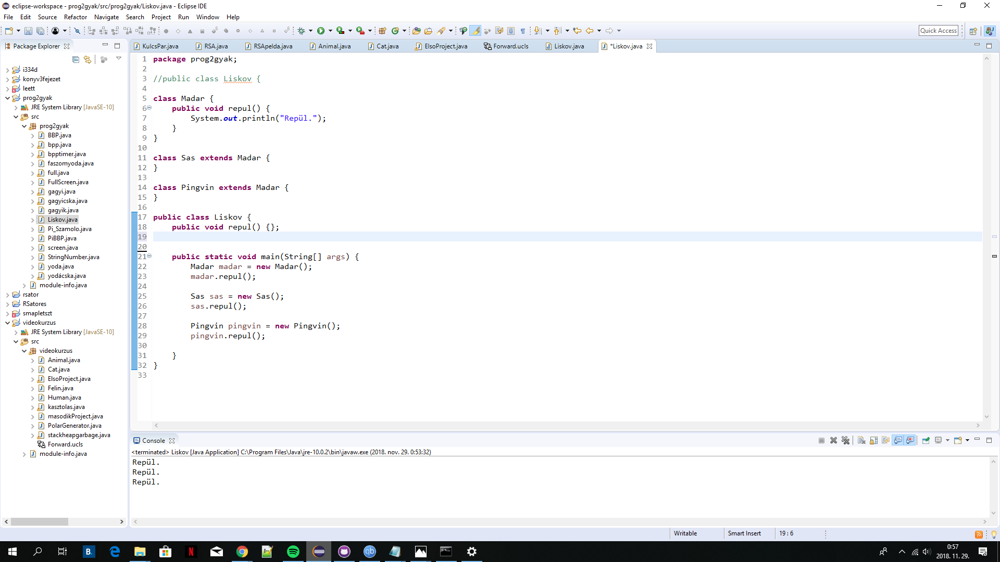 eclipse-workspace - prog2gyak/src/prog2gyak/Liskov.java - Eclipse IDE
File Edit Source Refactor Navigate Search Project Run Window Help
Quick Access
Package Explorer
KulcsPar.java RSA.java RSApelda.java Animal.java Cat.java ElsoProject.java Forward.ucls Liskov.java *Liskov.java
i334d
konyv3fejezet
leett
prog2gyak
JRE System Library [JavaSE-10]
src
prog2gyak
BBP.java
bpp.java
bpptimer.java
faszomyoda.java
full.java
FullScreen.java
gagyi.java
gagyicska.java
gagyik.java
Liskov.java
Pi_Szamolo.java
PiBBP.java
screen.java
StringNumber.java
yoda.java
yodácska.java
module-info.java
rsator
RSatores
smapletszt
videokurzus
JRE System Library [JavaSE-10]
src
videokurzus
Animal.java
Cat.java
ElsoProject.java
Felin.java
Human.java
kasztolas.java
masodikProject.java
PolarGenerator.java
stackheapgarbage.java
Forward.ucls
module-info.java
1 package prog2gyak;
2
3 //public class Liskov {
4
5 class Madar {
6 public void repul() {
7 System.out.println("Repül.");
8 }
9 }
10
11 class Sas extends Madar {
12 }
13
14 class Pingvin extends Madar {
15 }
16
17 public class Liskov {
18 public void repul() {};
19
20
21 public static void main(String[] args) {
22 Madar madar = new Madar();
23 madar.repul();
24
25 Sas sas = new Sas();
26 sas.repul();
27
28 Pingvin pingvin = new Pingvin();
29 pingvin.repul();
30
31 }
32 }
33
Console
<terminated> Liskov [Java Application] C:\Program Files\Java\jre-10.0.2\bin\javaw.exe (2018. nov. 29. 0:53:32)
Repül.
Repül.
Repül.
Writable Smart Insert 19 : 6
B.
N
qb
0:57
2018. 11. 29.